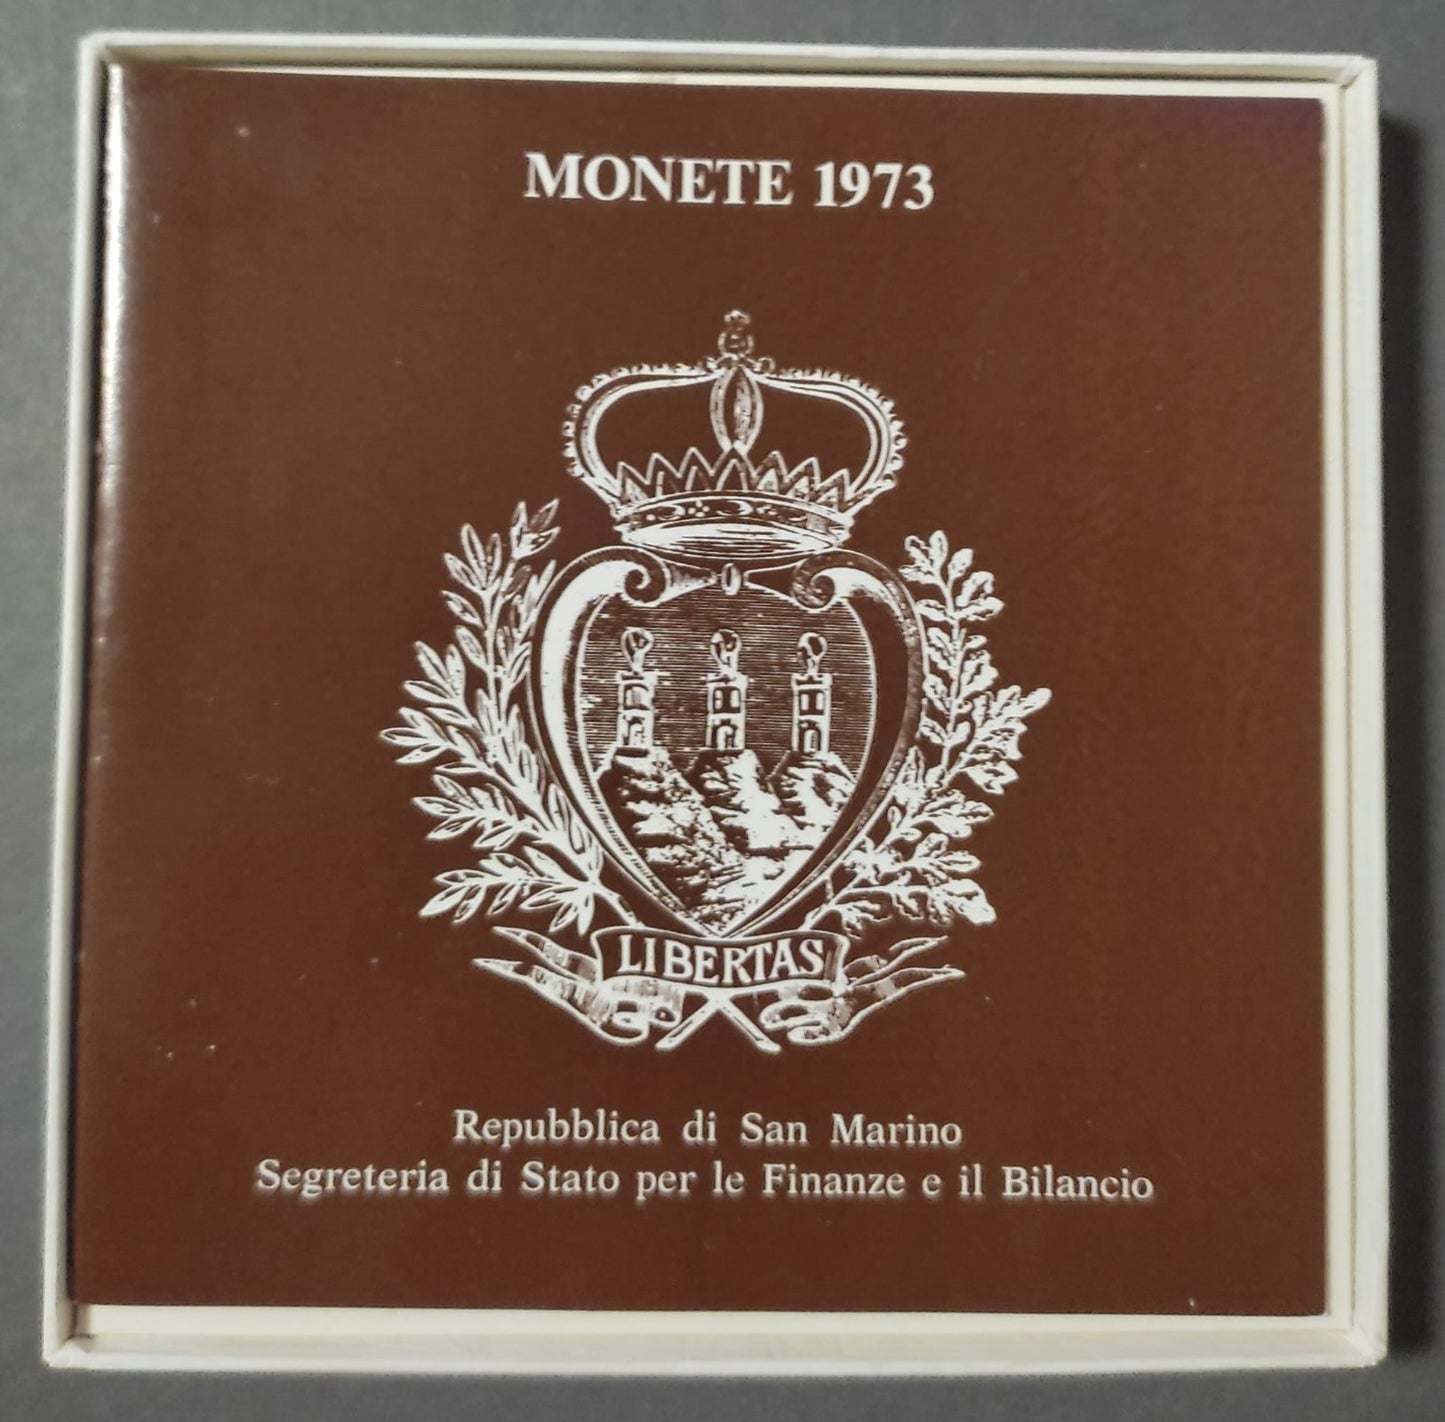 MONETE 1973
LIBERTAS
Repubblica di San Marino
Segreteria di Stato per le Finanze e il Bilancio